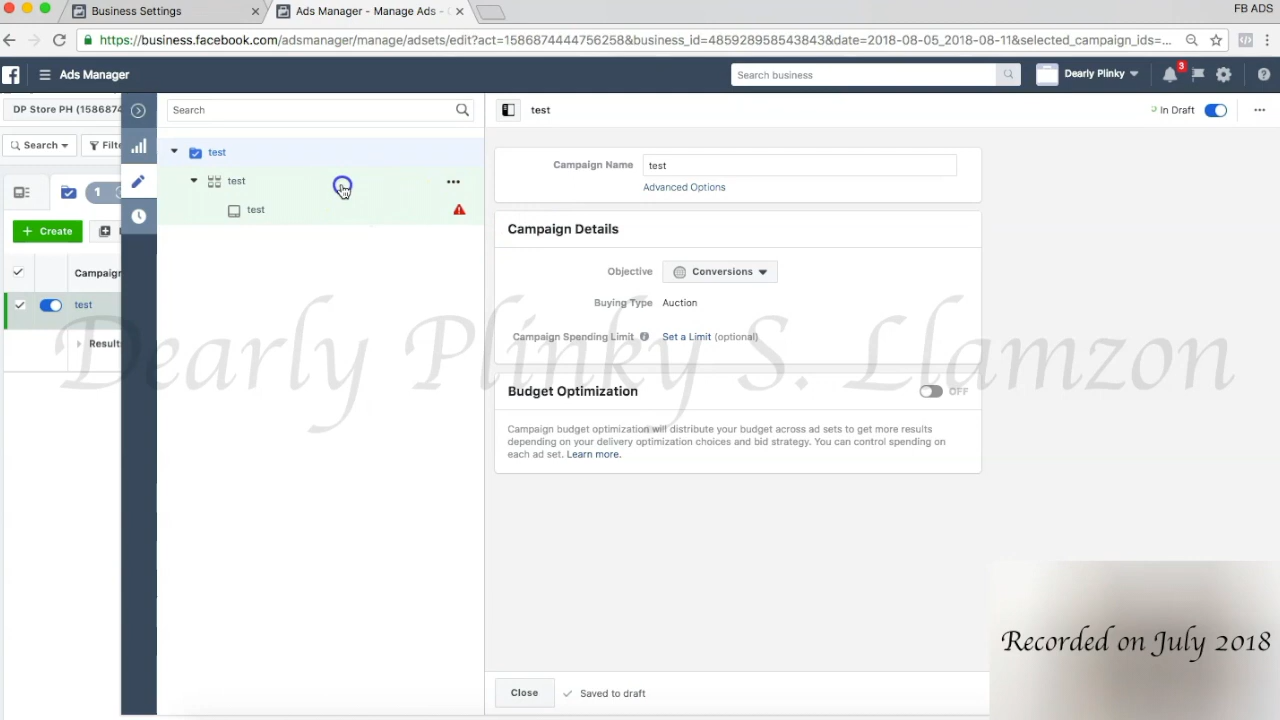 Business Settings
Ads Manager - Manage Ads - 
FB ADS
https://business.facebook.com/adsmanager/manage/adsets/edit?act=1586874444756258&business_id=485928958543843&date=2018-08-05_2018-08-11&selected_campaign_ids=...
Ads Manager
Search business
Dearly Plinky
3
DP Store PH (1586874
Search
test
In Draft
Search
Filte
test
Campaign Name
test
Advanced Options
test
1
test
Create
Campaign Details
Campaign
Objective
Conversions
test
Buying Type
Auction
Campaign Spending Limit
Set a Limit (optional)
Results
Dearly Plinky S. Llamzon
Budget Optimization
OFF
Campaign budget optimization will distribute your budget across ad sets to get more results
depending on your delivery optimization choices and bid strategy. You can control spending on
each ad set. Learn more.
Recorded on July 2018
Close
Saved to draft